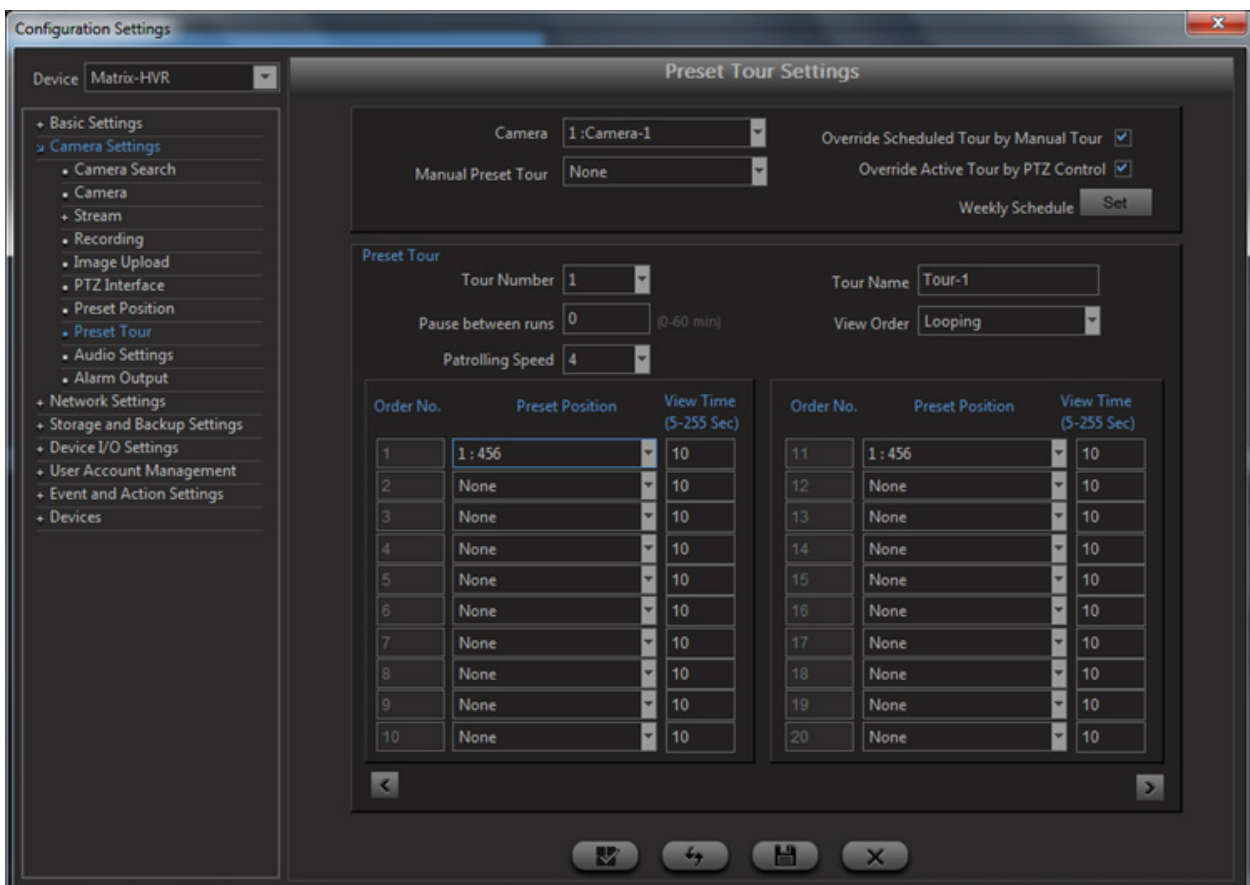 Configuration Settings
Device Matrix-HVR
+ Basic Settings
Camera Settings
• Camera Search
• Camera
+ Stream
• Recording
• Image Upload
• PTZ Interface
• Preset Position
• Preset Tour
• Audio Settings
• Alarm Output
+ Network Settings
+ Storage and Backup Settings
+ Device I/O Settings
+ User Account Management
+ Event and Action Settings
+ Devices
Preset Tour Settings
Camera 1 :Camera-1
Override Scheduled Tour by Manual Tour
Manual Preset Tour None
Override Active Tour by PTZ Control
Weekly Schedule Set
Preset Tour
Tour Number 1
Tour Name Tour-1
Pause between runs 0 (0-60 min)
View Order Looping
Patrolling Speed 4
Order No. Preset Position View Time (5-255 Sec)
1 1 : 456 10
2 None 10
3 None 10
4 None 10
5 None 10
6 None 10
7 None 10
8 None 10
9 None 10
10 None 10
Order No. Preset Position View Time (5-255 Sec)
11 1 : 456 10
12 None 10
13 None 10
14 None 10
15 None 10
16 None 10
17 None 10
18 None 10
19 None 10
20 None 10